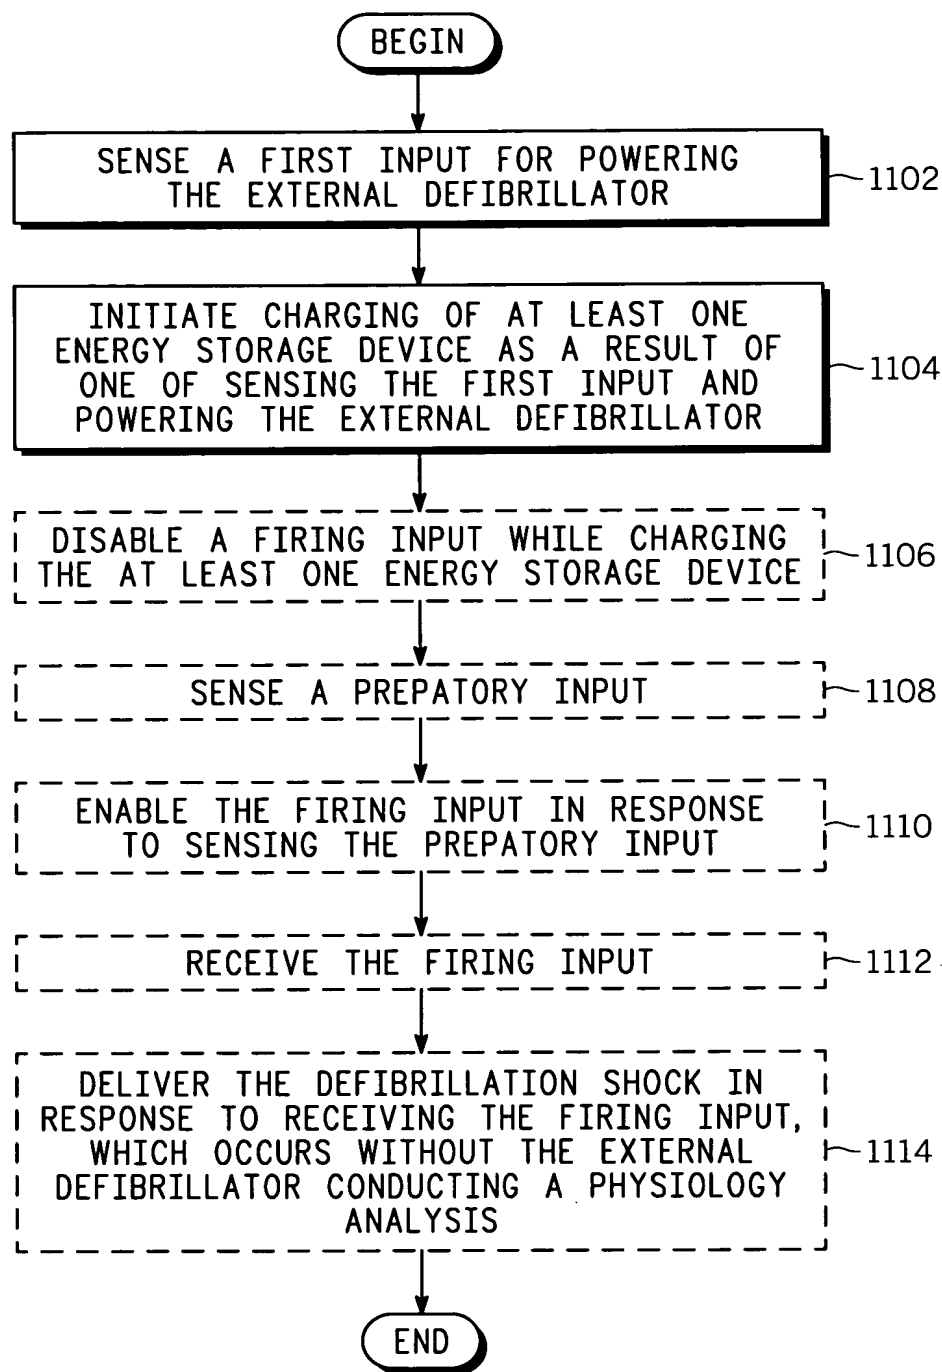 BEGIN
SENSE A FIRST INPUT FOR POWERING
THE EXTERNAL DEFIBRILLATOR
1102
INITIATE CHARGING OF AT LEAST ONE
ENERGY STORAGE DEVICE AS A RESULT OF
ONE OF SENSING THE FIRST INPUT AND
POWERING THE EXTERNAL DEFIBRILLATOR
1104
DISABLE A FIRING INPUT WHILE CHARGING
THE AT LEAST ONE ENERGY STORAGE DEVICE
1106
SENSE A PREPATORY INPUT
1108
ENABLE THE FIRING INPUT IN RESPONSE
TO SENSING THE PREPATORY INPUT
1110
RECEIVE THE FIRING INPUT
1112
DELIVER THE DEFIBRILLATION SHOCK IN
RESPONSE TO RECEIVING THE FIRING INPUT,
WHICH OCCURS WITHOUT THE EXTERNAL
DEFIBRILLATOR CONDUCTING A PHYSIOLOGY
ANALYSIS
1114
END